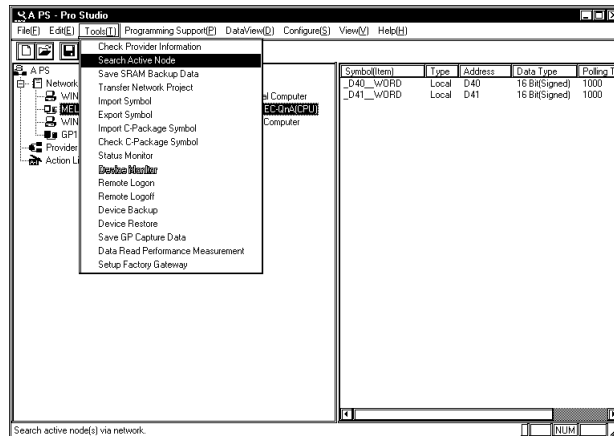 A PS - Pro Studio
File(F) Edit(E) Tools(T) Programming Support(P) DataView(D) Configure(S) View(V) Help(H)
Check Provider Information
Search Active Node
Save SRAM Backup Data
Transfer Network Project
Import Symbol
Export Symbol
Import C-Package Symbol
Check C-Package Symbol
Status Monitor
Device Monitor
Remote Logon
Remote Logoff
Device Backup
Device Restore
Save GP Capture Data
Data Read Performance Measurement
Setup Factory Gateway
A PS
Network
WIN
al Computer
MEL
EC-QnA(CPU)
WIN
Computer
GP1
Provider
Action Li
Symbol(Item) Type Address Data Type Polling T
_D40__WORD Local D40 16 Bit(Signed) 1000
_D41__WORD Local D41 16 Bit(Signed) 1000
Search active node(s) via network.
NUM